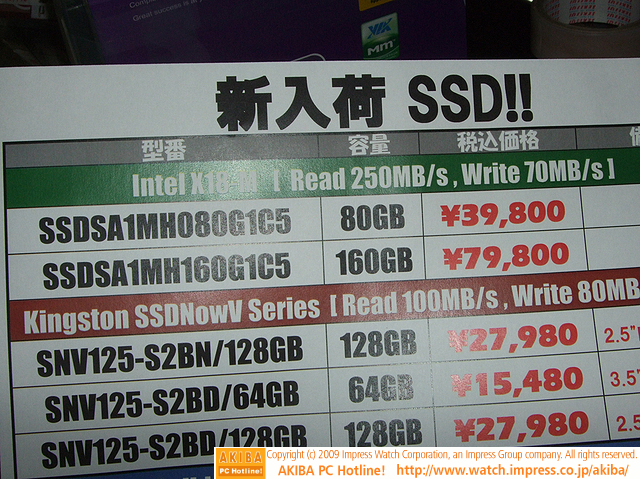 Great success is a
VIA
新入荷 SSD!!
型番 容量 税込価格
Intel X18-M [ Read 250MB/s , Write 70MB/s ]
SSDSA1MH080G1C5 80GB ¥39,800
SSDSA1MH160G1C5 160GB ¥79,800
Kingston SSDNowV Series [ Read 100MB/s , Write 80MB
SNV125-S2BN/128GB 128GB ¥27,980 2.5"
SNV125-S2BD/64GB 64GB ¥15,480 3.5"
SNV125-S2BD/128GB 128GB ¥27,980 2.5
AKIBA PC Hotline!
Copyright (c) 2009 Impress Watch Corporation, an Impress Group company. All rights reserved.
AKIBA PC Hotline! http://www.watch.impress.co.jp/akiba/